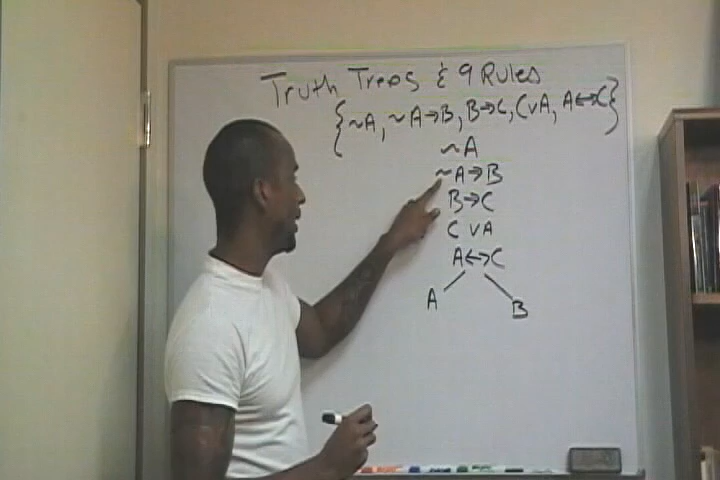 Truth Trees & 9 Rules
{~A, ~A→B, B→C, C∨A, A↔C}
~A
~A→B
B→C
C∨A
A↔C
A B